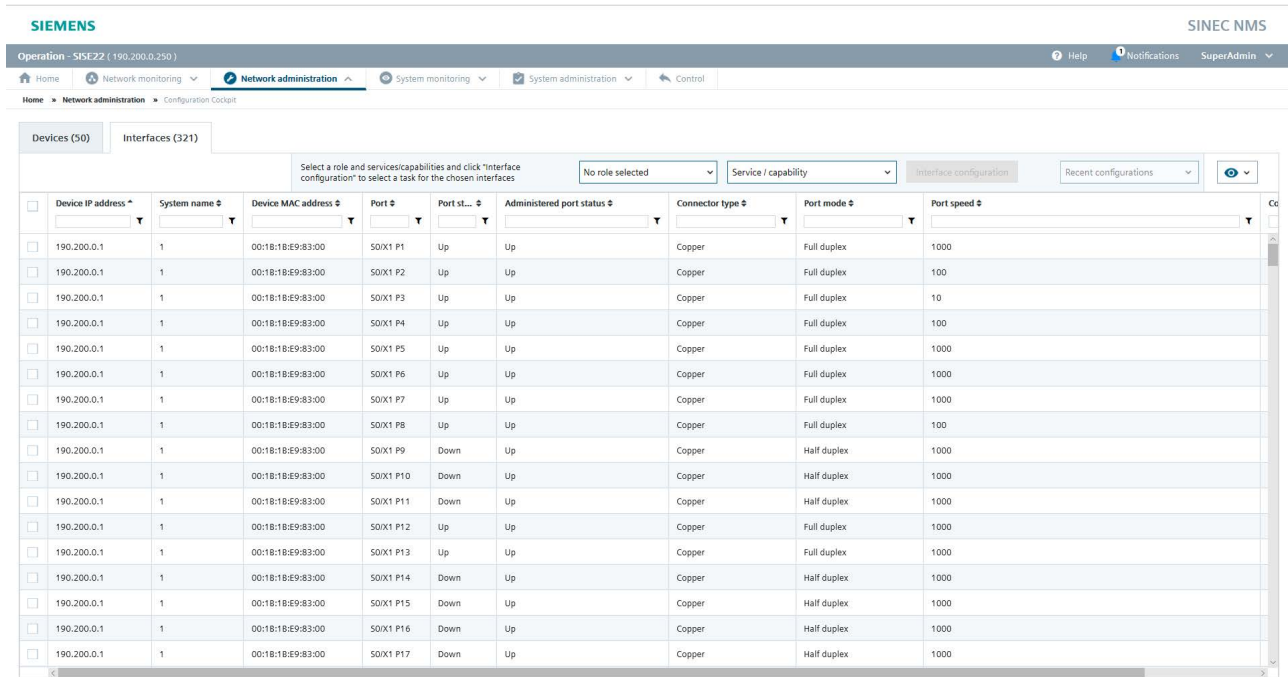 SIEMENS
SINEC NMS
Operation - SISE22 ( 190.200.0.250 )
Help
1
Notifications
SuperAdmin
Home
Network monitoring
Network administration
System monitoring
System administration
Control
Home » Network administration » Configuration Cockpit
Devices (50)
Interfaces (321)
Select a role and services/capabilities and click "Interface
configuration" to select a task for the chosen interfaces
No role selected
Service / capability
Interface configuration
Recent configurations
Device IP address System name Device MAC address Port Port st... Administered port status Connector type Port mode Port speed Co
190.200.0.1 1 00:1B:1B:E9:83:00 S0/X1 P1 Up Up Copper Full duplex 1000
190.200.0.1 1 00:1B:1B:E9:83:00 S0/X1 P2 Up Up Copper Full duplex 100
190.200.0.1 1 00:1B:1B:E9:83:00 S0/X1 P3 Up Up Copper Full duplex 10
190.200.0.1 1 00:1B:1B:E9:83:00 S0/X1 P4 Up Up Copper Full duplex 100
190.200.0.1 1 00:1B:1B:E9:83:00 S0/X1 P5 Up Up Copper Full duplex 1000
190.200.0.1 1 00:1B:1B:E9:83:00 S0/X1 P6 Up Up Copper Full duplex 1000
190.200.0.1 1 00:1B:1B:E9:83:00 S0/X1 P7 Up Up Copper Full duplex 1000
190.200.0.1 1 00:1B:1B:E9:83:00 S0/X1 P8 Up Up Copper Full duplex 100
190.200.0.1 1 00:1B:1B:E9:83:00 S0/X1 P9 Down Up Copper Half duplex 1000
190.200.0.1 1 00:1B:1B:E9:83:00 S0/X1 P10 Down Up Copper Half duplex 1000
190.200.0.1 1 00:1B:1B:E9:83:00 S0/X1 P11 Down Up Copper Half duplex 1000
190.200.0.1 1 00:1B:1B:E9:83:00 S0/X1 P12 Up Up Copper Full duplex 1000
190.200.0.1 1 00:1B:1B:E9:83:00 S0/X1 P13 Up Up Copper Full duplex 1000
190.200.0.1 1 00:1B:1B:E9:83:00 S0/X1 P14 Down Up Copper Half duplex 1000
190.200.0.1 1 00:1B:1B:E9:83:00 S0/X1 P15 Down Up Copper Half duplex 1000
190.200.0.1 1 00:1B:1B:E9:83:00 S0/X1 P16 Down Up Copper Half duplex 1000
190.200.0.1 1 00:1B:1B:E9:83:00 S0/X1 P17 Down Up Copper Half duplex 1000